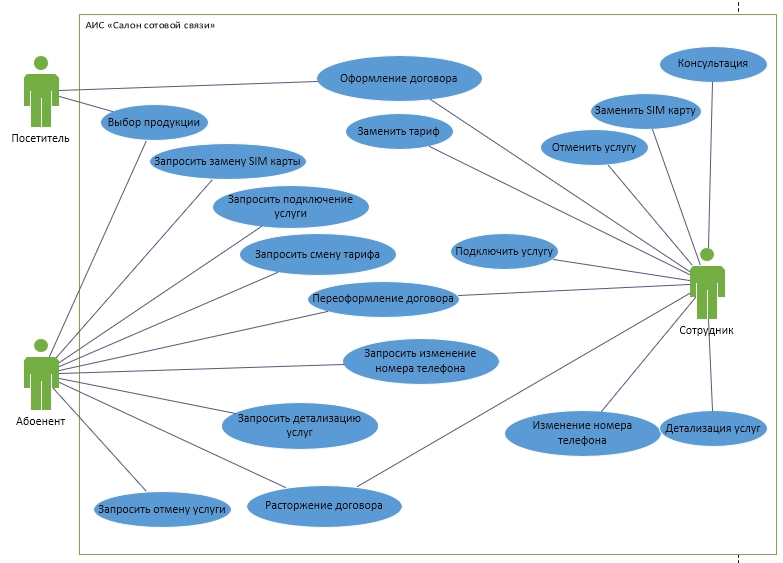 АИС «Салон сотовой связи»
Консультация
Оформление договора
Заменить SIM карту
Выбор продукции
Заменить тариф
Посетитель
Отменить услугу
Запросить замену SIM карты
Запросить подключение
услуги
Запросить смену тарифа
Подключить услугу
Переоформление договора
Сотрудник
Запросить изменение
номера телефона
Абоенент
Запросить детализацию
услуг
Изменение номера
телефона
Детализация услуг
Запросить отмену услуги
Расторжение договора